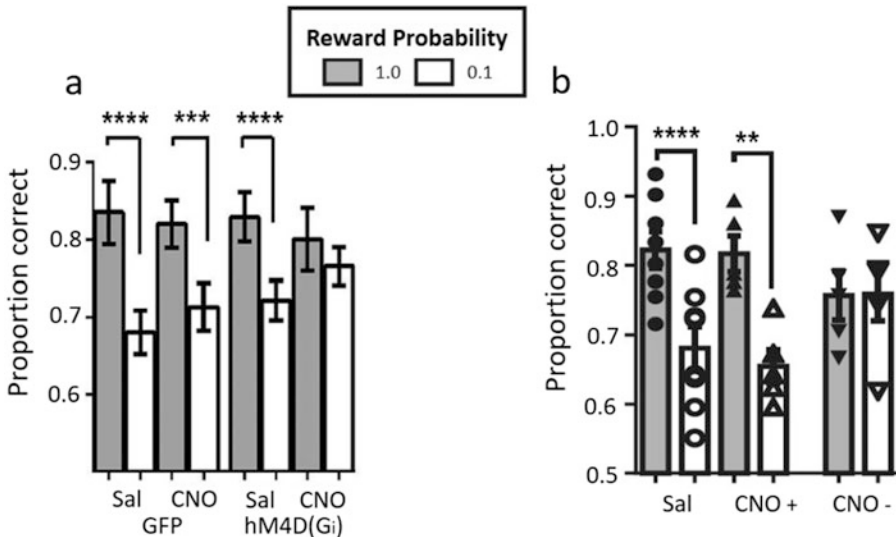 Reward Probability
1.0 0.1
a
**** *** ****
Proportion correct
0.9
0.8
0.7
0.6
Sal CNO Sal CNO
GFP hM4D(Gi)
b
**** **
Proportion correct
1.0
0.9
0.8
0.7
0.6
0.5
Sal CNO + CNO -